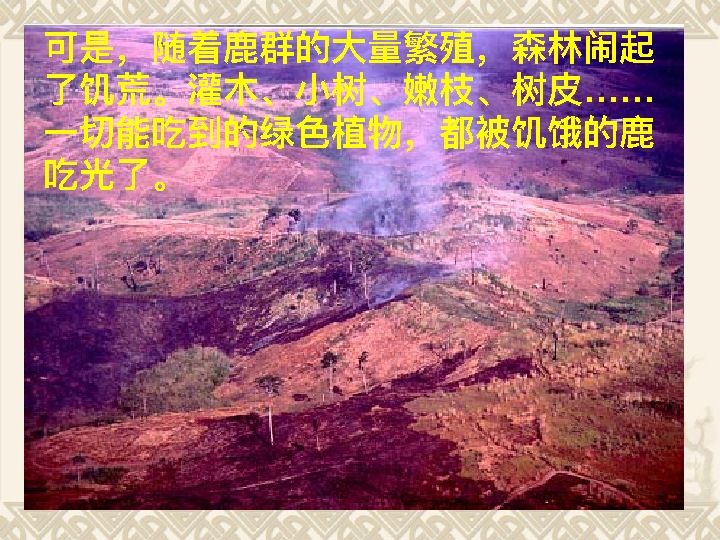 可是，随着鹿群的大量繁殖，森林闹起
了饥荒。灌木、小树、嫩枝、树皮……
一切能吃到的绿色植物，都被饥饿的鹿
吃光了。